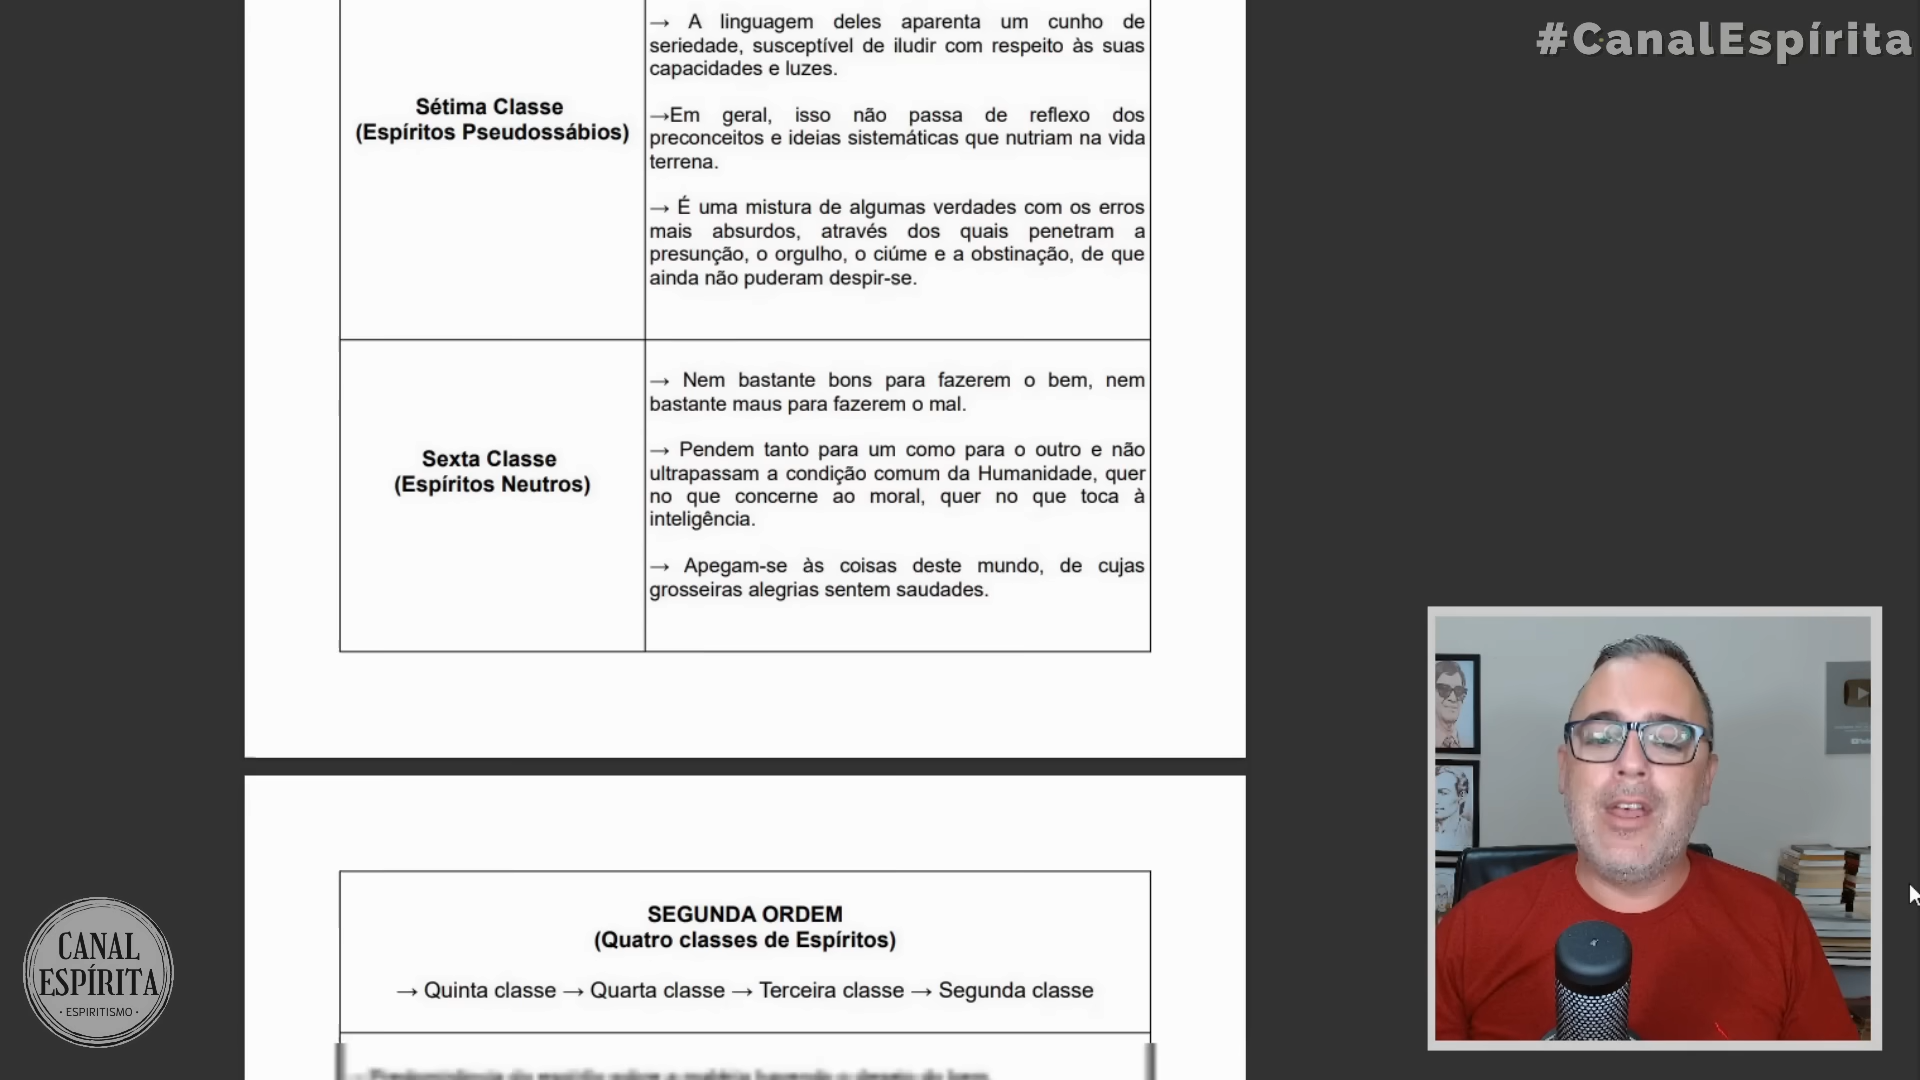 #CanalEspírita
→ A linguagem deles aparenta um cunho de
seriedade, susceptível de iludir com respeito às suas
capacidades e luzes.
Sétima Classe
(Espíritos Pseudossábios)
→Em geral, isso não passa de reflexo dos
preconceitos e ideias sistemáticas que nutriam na vida
terrena.
→ É uma mistura de algumas verdades com os erros
mais absurdos, através dos quais penetram a
presunção, o orgulho, o ciúme e a obstinação, de que
ainda não puderam despir-se.
Sexta Classe
(Espíritos Neutros)
→ Nem bastante bons para fazerem o bem, nem
bastante maus para fazerem o mal.
→ Pendem tanto para um como para o outro e não
ultrapassam a condição comum da Humanidade, quer
no que concerne ao moral, quer no que toca à
inteligência.
→ Apegam-se às coisas deste mundo, de cujas
grosseiras alegrias sentem saudades.
SEGUNDA ORDEM
(Quatro classes de Espíritos)
→ Quinta classe → Quarta classe → Terceira classe → Segunda classe
CANAL
ESPÍRITA
· ESPIRITISMO ·